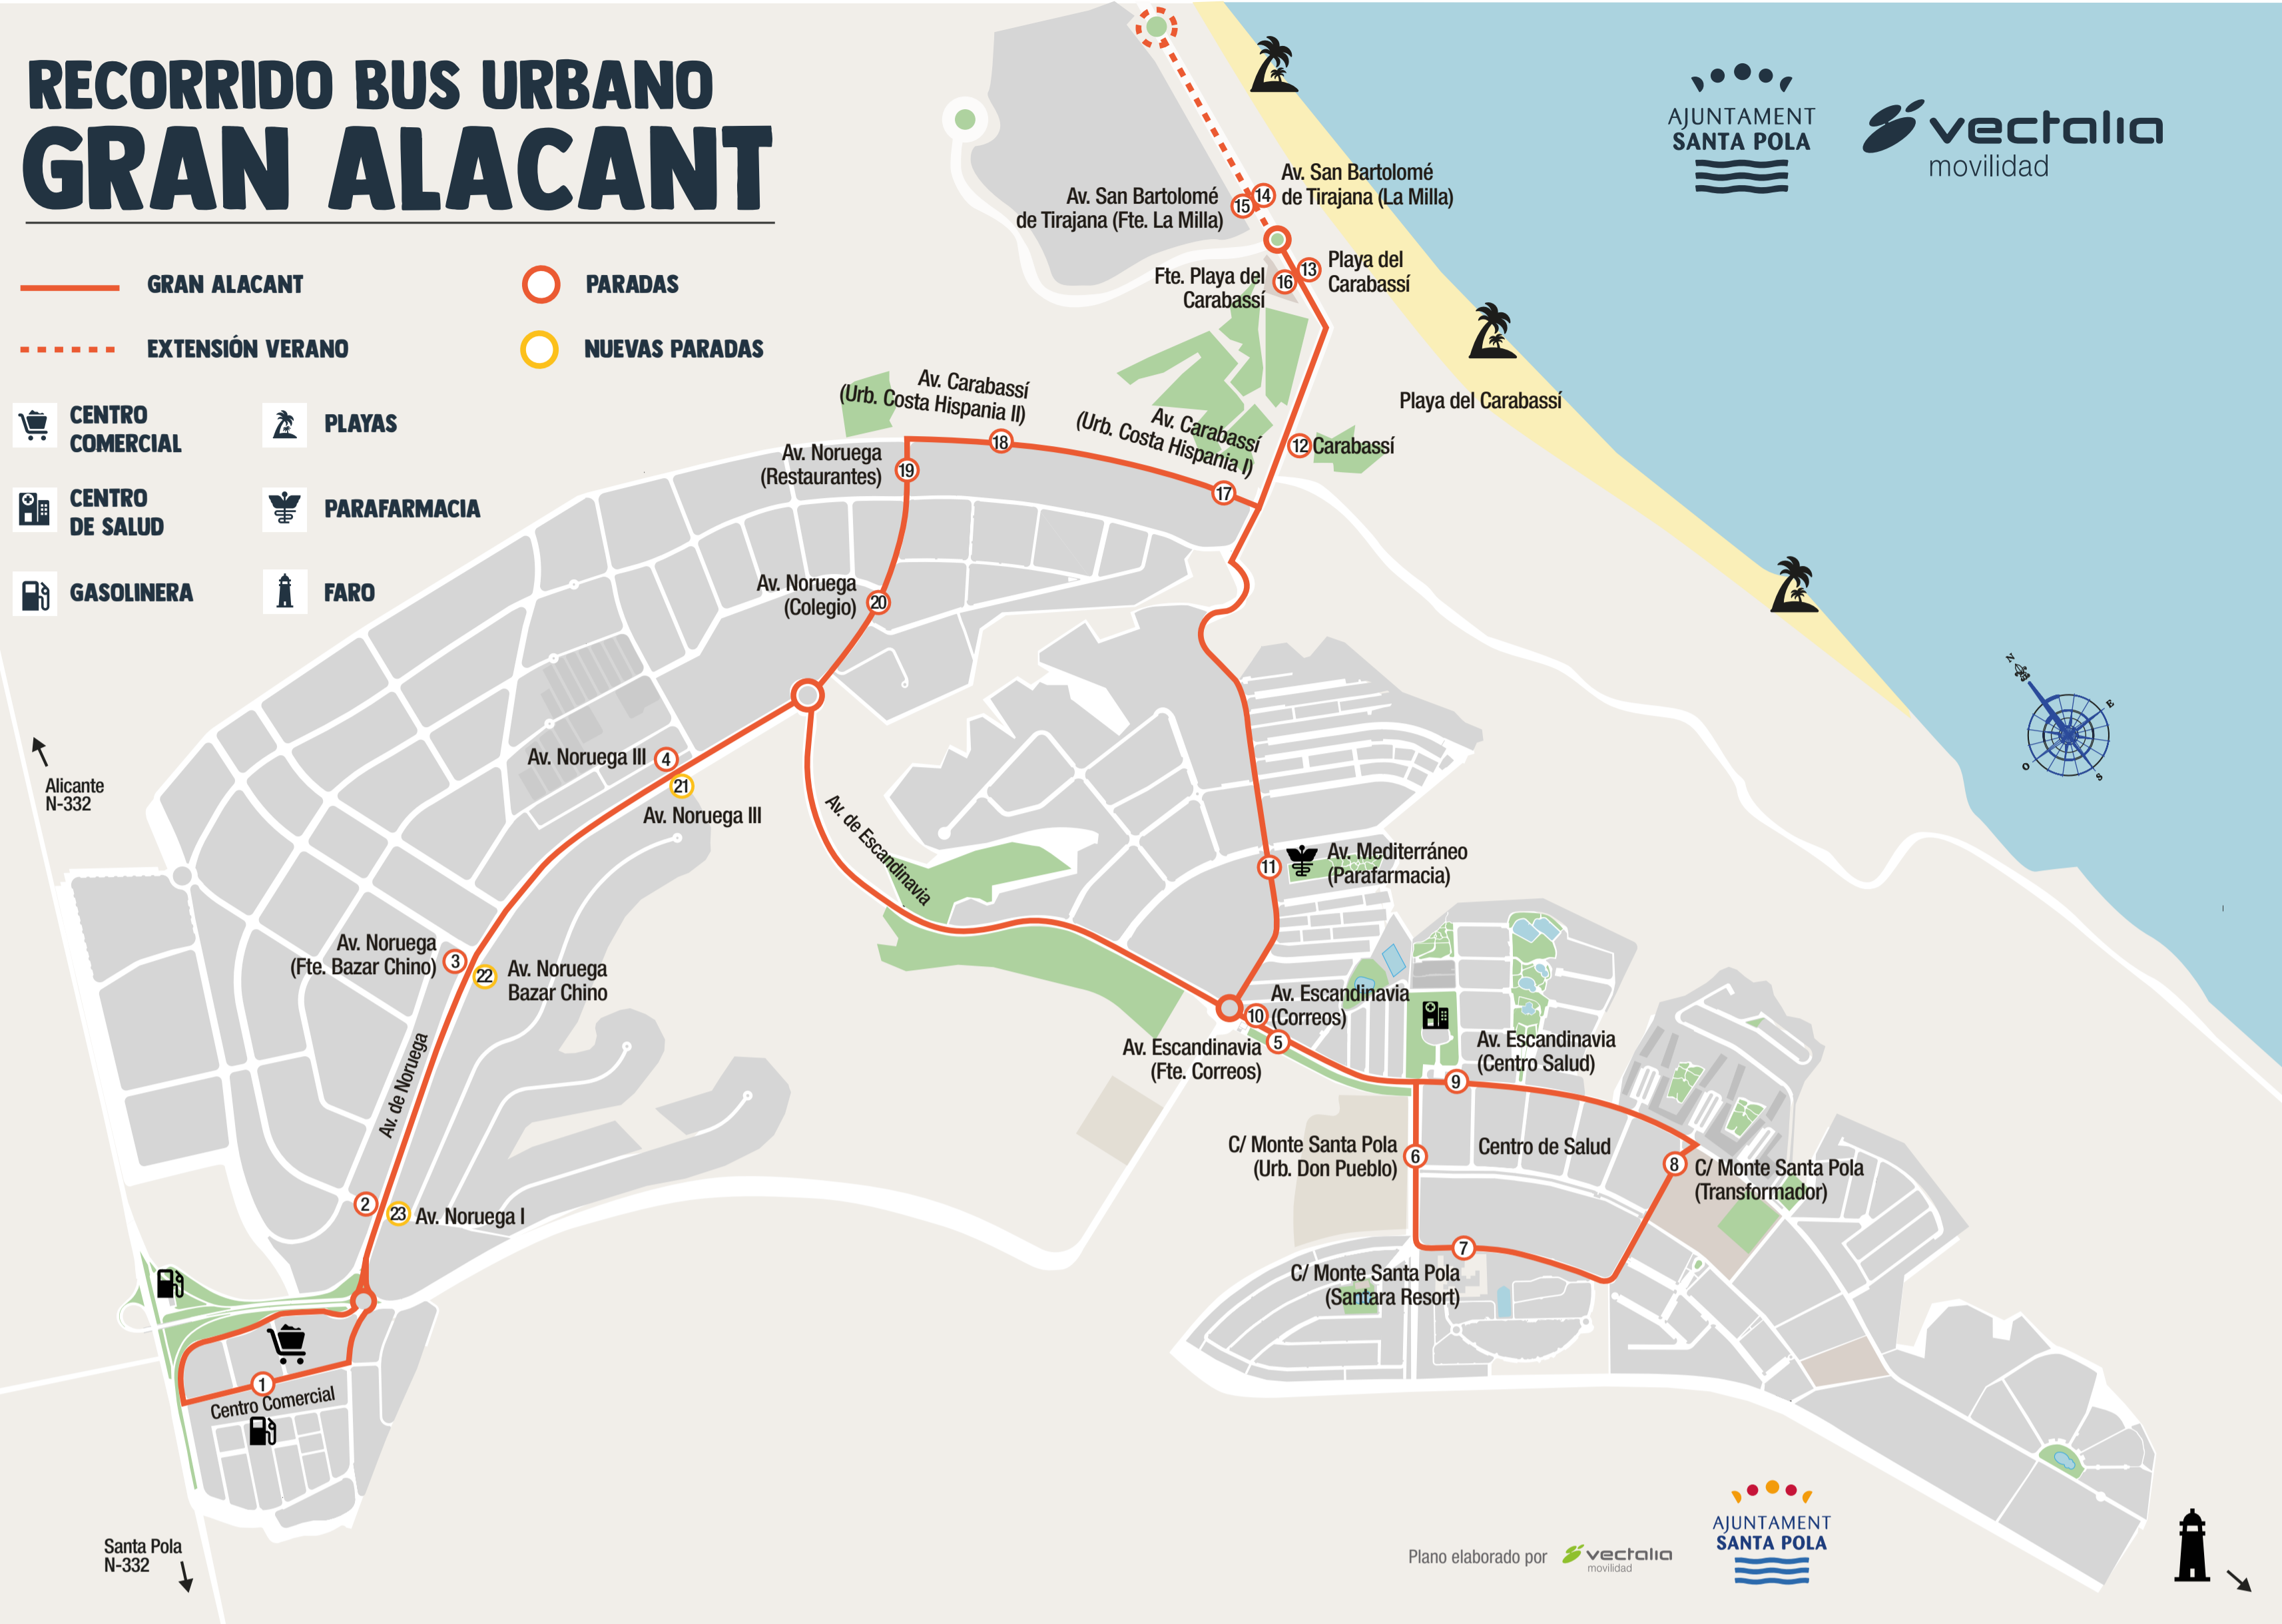 RECORRIDO BUS URBANO
GRAN ALACANT
GRAN ALACANT
PARADAS
EXTENSIÓN VERANO
NUEVAS PARADAS
CENTRO
COMERCIAL
PLAYAS
CENTRO
DE SALUD
PARAFARMACIA
GASOLINERA
FARO
AJUNTAMENT
SANTA POLA
vectalia
movilidad
Av. San Bartolomé
de Tirajana (La Milla)
14
Av. San Bartolomé
de Tirajana (Fte. La Milla)
15
Playa del
Carabassí
13
Fte. Playa del
Carabassí
16
Playa del Carabassí
Av. Carabassí
(Urb. Costa Hispania II)
18
Av. Carabassí
(Urb. Costa Hispania I)
17
12
Carabassí
Av. Noruega
(Restaurantes)
19
Av. Noruega
(Colegio)
20
N
E
S
O
Alicante
N-332
Av. Noruega III
4
21
Av. Noruega III
Av. de Escandinavia
11
Av. Mediterráneo
(Parafarmacia)
Av. Noruega
(Fte. Bazar Chino)
3
22
Av. Noruega
Bazar Chino
Av. de Noruega
10
Av. Escandinavia
(Correos)
5
Av. Escandinavia
(Fte. Correos)
Av. Escandinavia
(Centro Salud)
9
C/ Monte Santa Pola
(Urb. Don Pueblo)
6
Centro de Salud
8
C/ Monte Santa Pola
(Transformador)
2
23
Av. Noruega I
7
C/ Monte Santa Pola
(Santara Resort)
1
Centro Comercial
Santa Pola
N-332
Plano elaborado por
vectalia
movilidad
AJUNTAMENT
SANTA POLA